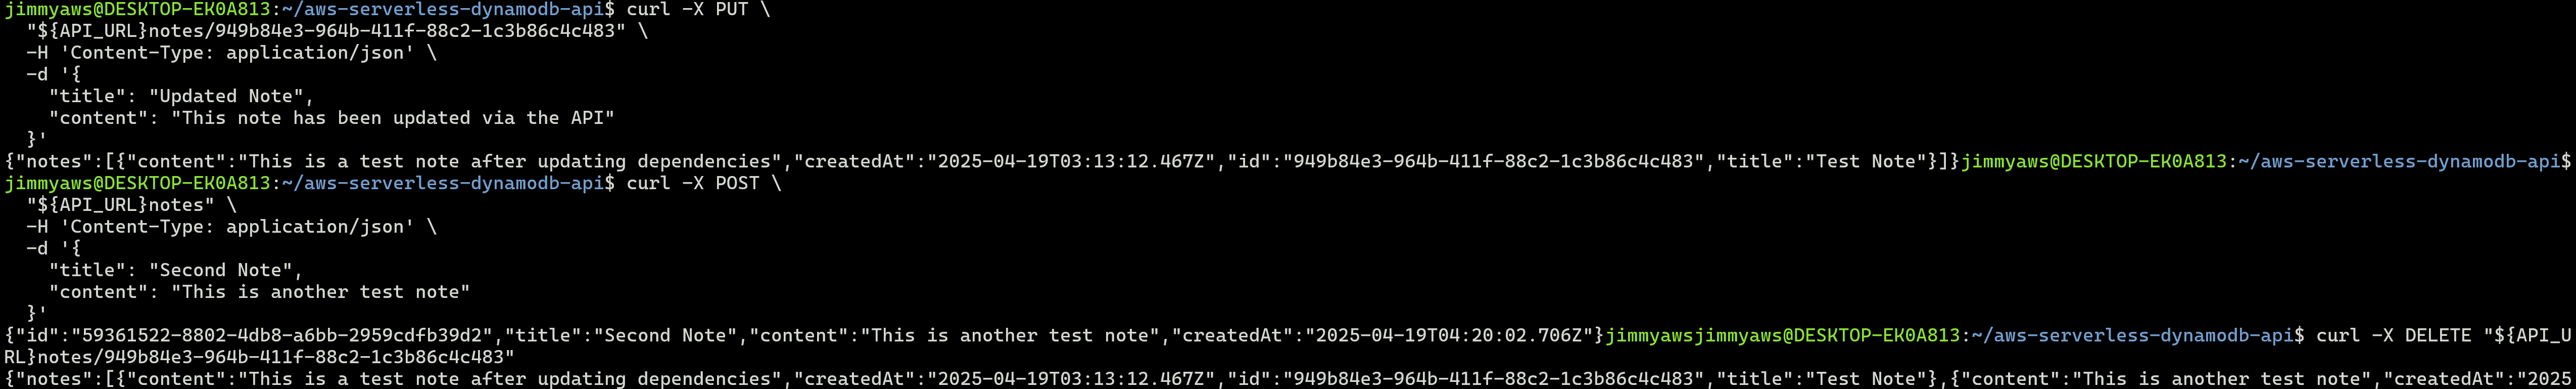 jimmyaws@DESKTOP-EK0A813:~/aws-serverless-dynamodb-api$ curl -X PUT \
  "${API_URL}notes/949b84e3-964b-411f-88c2-1c3b86c4c483" \
  -H 'Content-Type: application/json' \
  -d '{
    "title": "Updated Note",
    "content": "This note has been updated via the API"
  }'
{"notes":[{"content":"This is a test note after updating dependencies","createdAt":"2025-04-19T03:13:12.467Z","id":"949b84e3-964b-411f-88c2-1c3b86c4c483","title":"Test Note"}]}jimmyaws@DESKTOP-EK0A813:~/aws-serverless-dynamodb-api$
jimmyaws@DESKTOP-EK0A813:~/aws-serverless-dynamodb-api$ curl -X POST \
  "${API_URL}notes" \
  -H 'Content-Type: application/json' \
  -d '{
    "title": "Second Note",
    "content": "This is another test note"
  }'
{"id":"59361522-8802-4db8-a6bb-2959cdfb39d2","title":"Second Note","content":"This is another test note","createdAt":"2025-04-19T04:20:02.706Z"}jimmyawsjimmyaws@DESKTOP-EK0A813:~/aws-serverless-dynamodb-api$ curl -X DELETE "${API_U
RL}notes/949b84e3-964b-411f-88c2-1c3b86c4c483"
{"notes":[{"content":"This is a test note after updating dependencies","createdAt":"2025-04-19T03:13:12.467Z","id":"949b84e3-964b-411f-88c2-1c3b86c4c483","title":"Test Note"},{"content":"This is another test note","createdAt":"2025